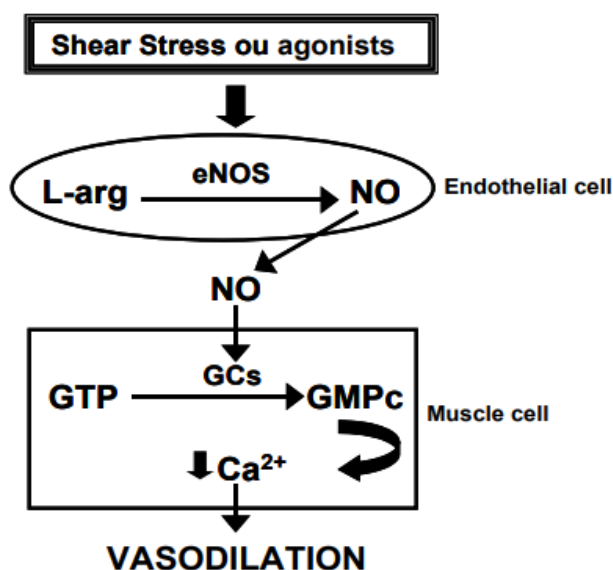 Shear Stress ou agonists
eNOS
L-arg NO
Endothelial cell
NO
GCs
GTP GMPc
Muscle cell
Ca²⁺
VASODILATION